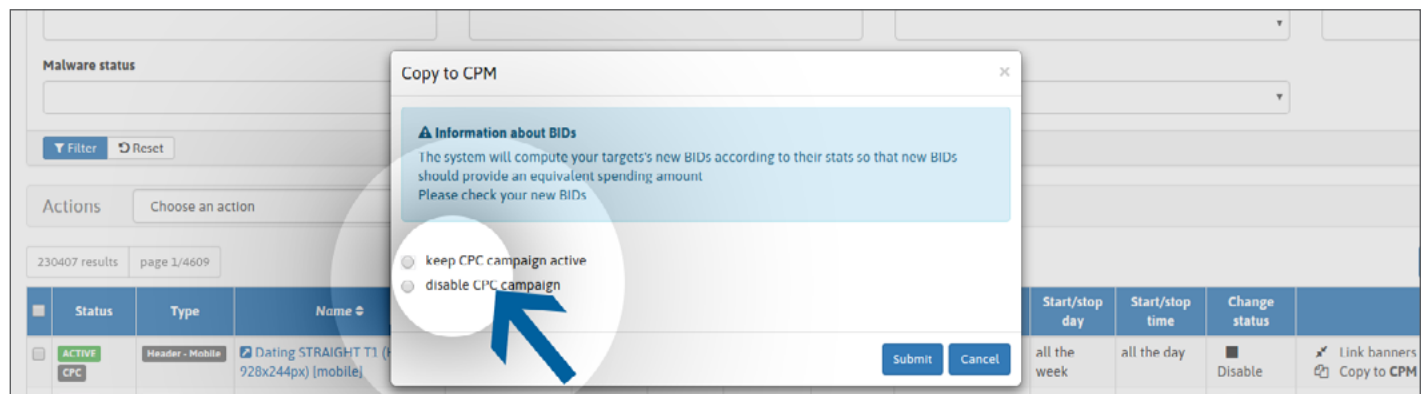 Malware status
Filter
Reset
Actions
Choose an action
230407 results
page 1/4609
Copy to CPM
×
Information about BIDs
The system will compute your targets's new BIDs according to their stats so that new BIDs
should provide an equivalent spending amount
Please check your new BIDs
keep CPC campaign active
disable CPC campaign
Submit
Cancel
Status
Type
Name
Start/stop
day
Start/stop
time
Change
status
ACTIVE
CPC
Header - Mobile
Dating STRAIGHT T1 (
928x244px) [mobile]
all the
week
all the day
Disable
Link banners
Copy to CPM